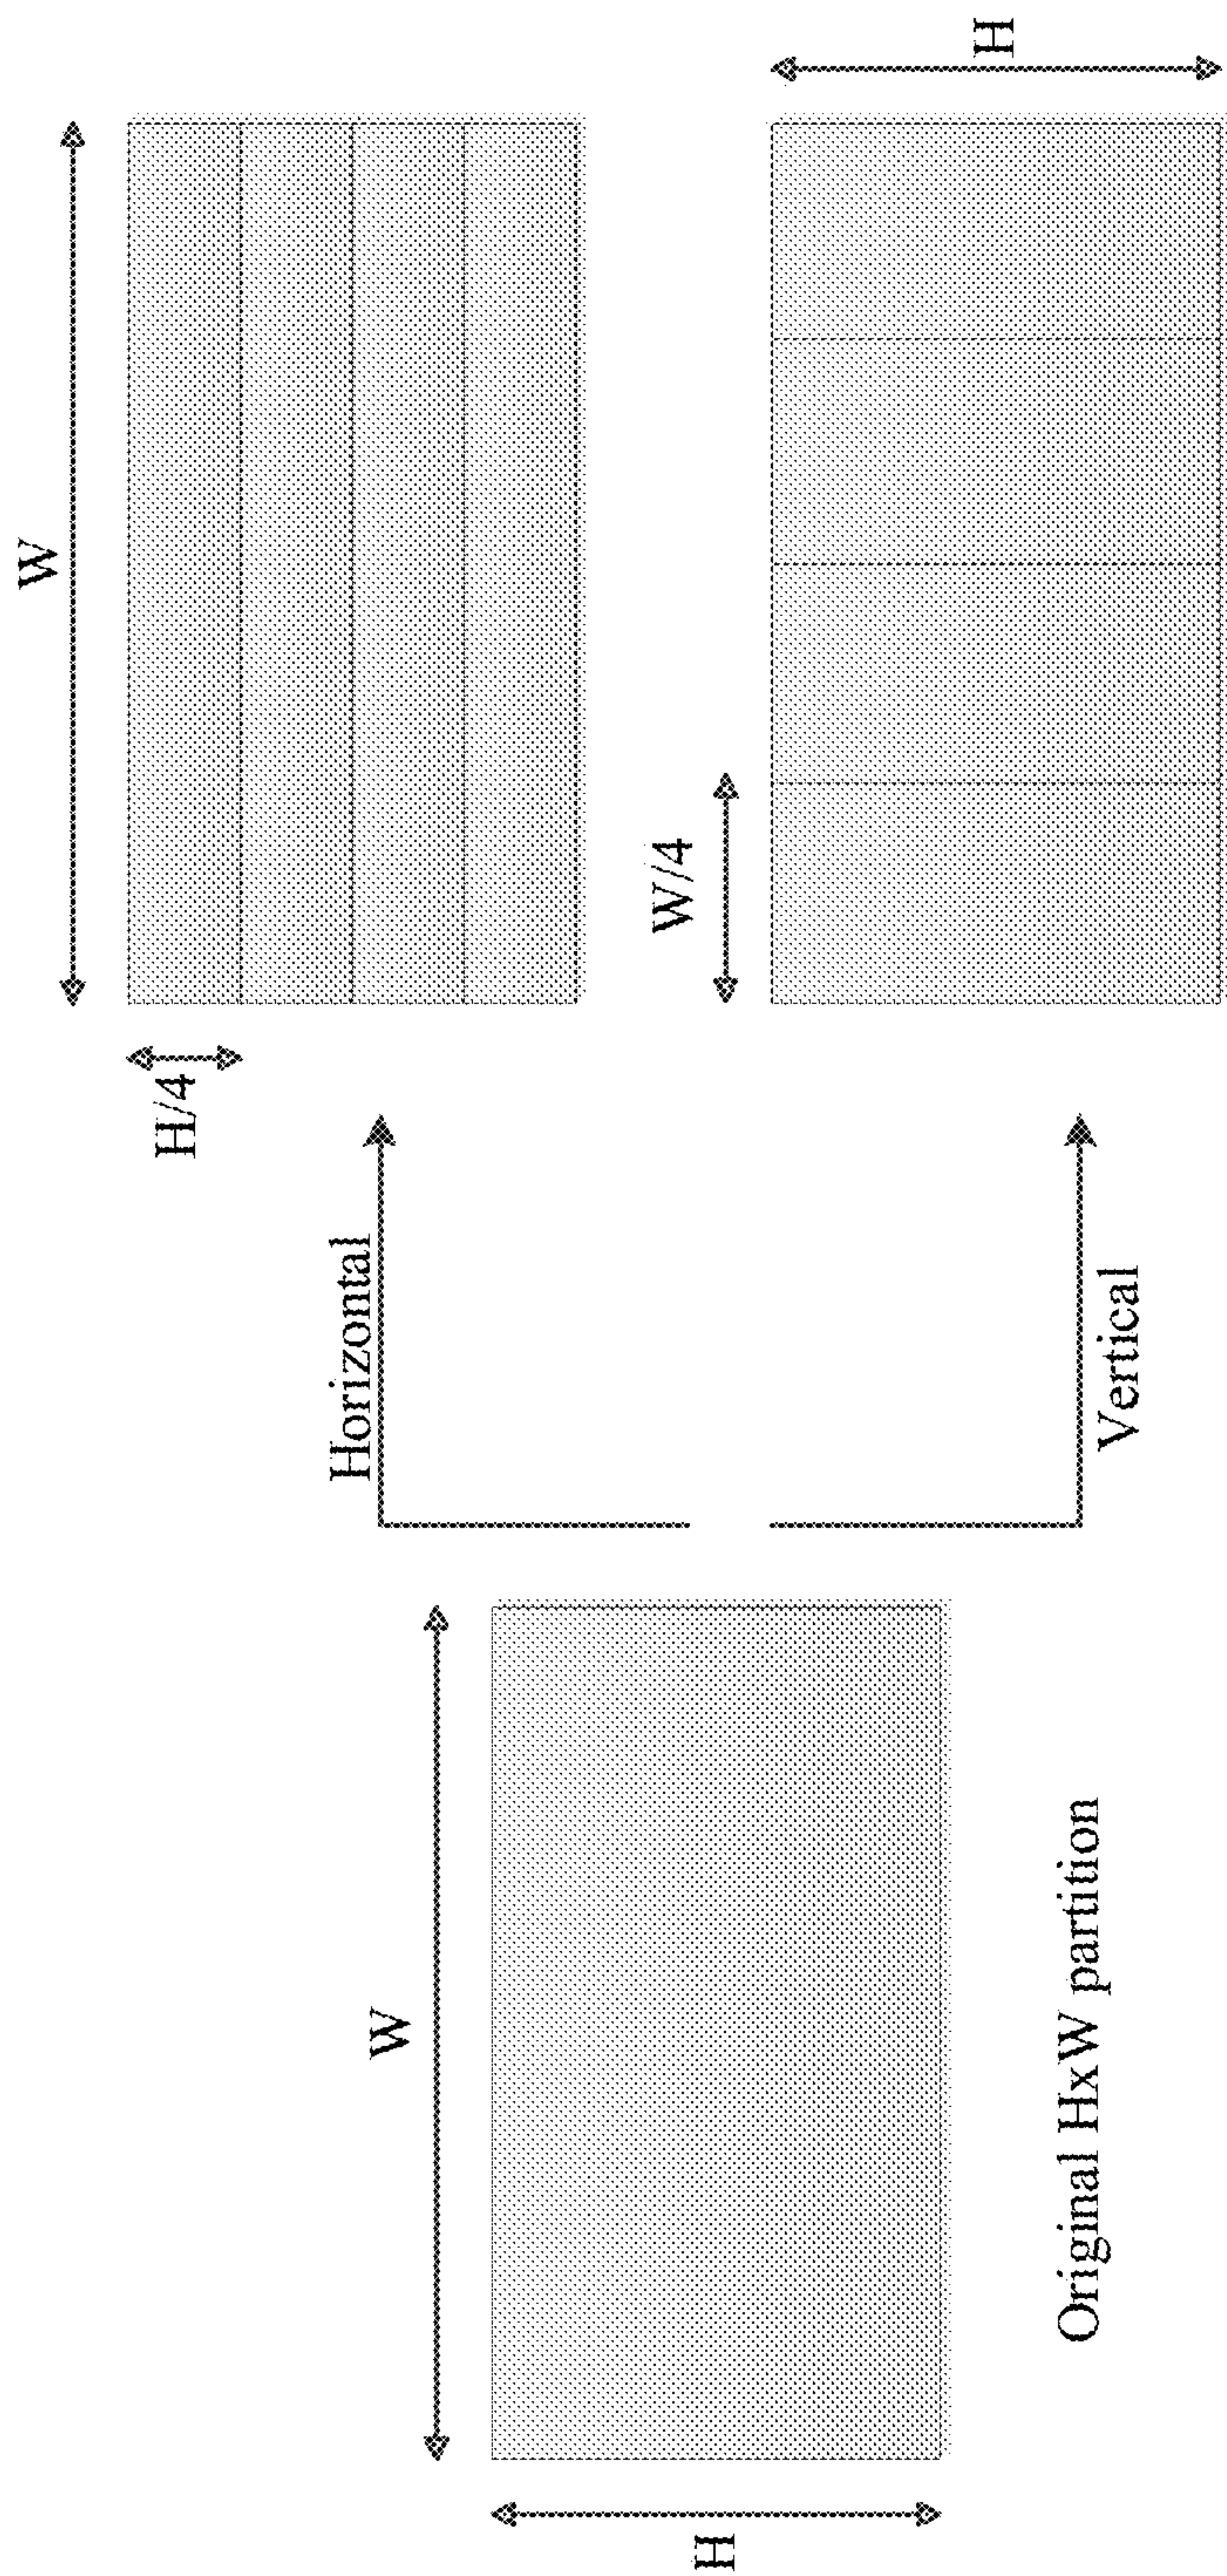 H
W
Original HxW partition
Horizontal
Vertical
H/4
W
W/4
H